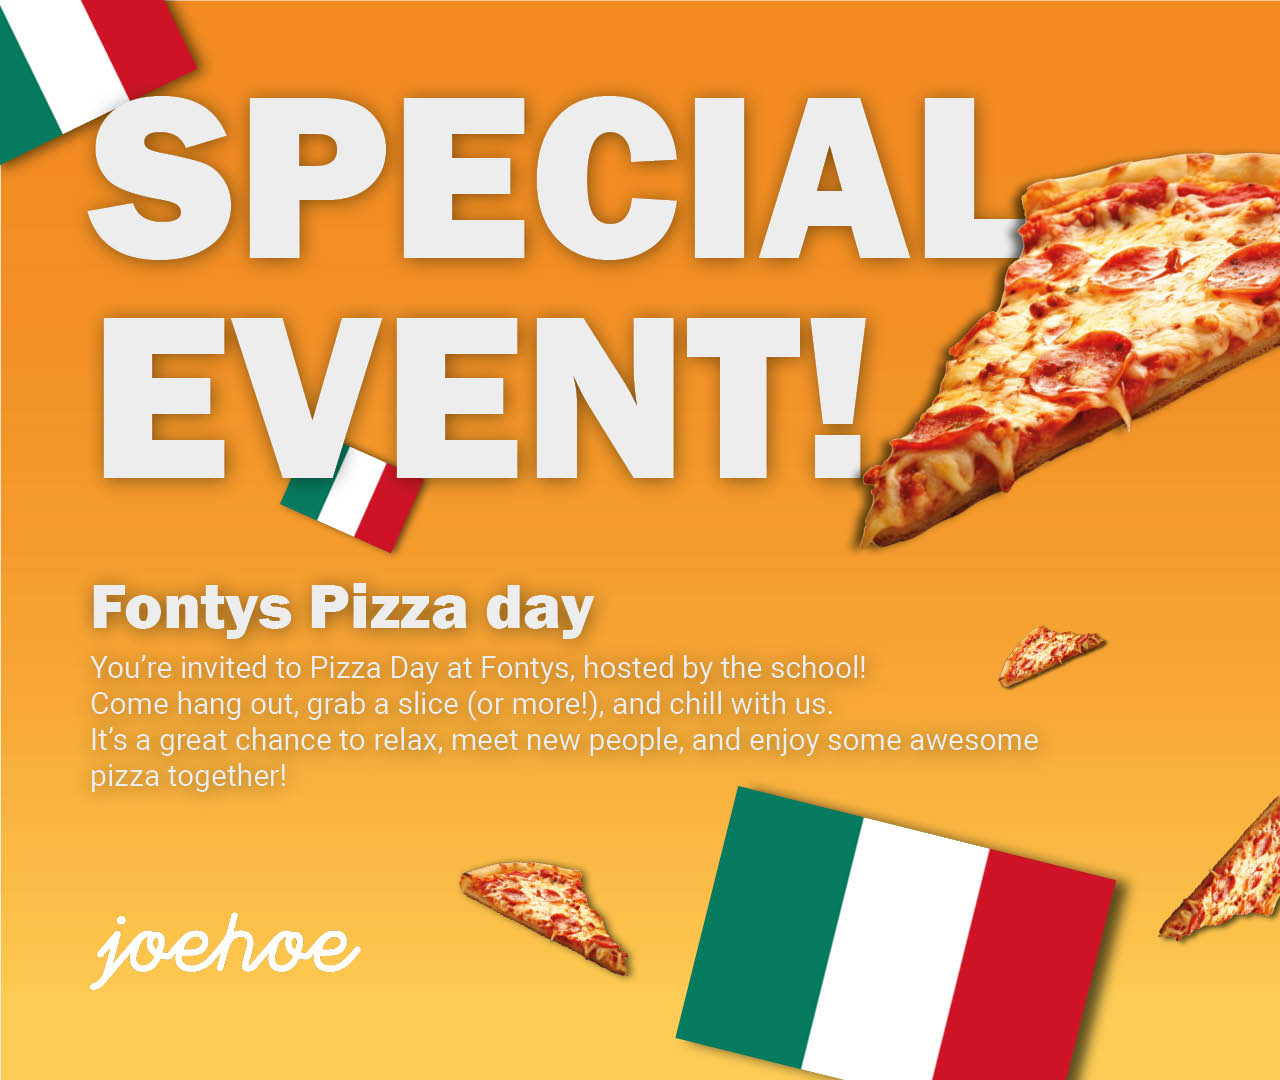 SPECIAL
EVENT!
Fontys Pizza day
You’re invited to Pizza Day at Fontys, hosted by the school!
Come hang out, grab a slice (or more!), and chill with us.
It’s a great chance to relax, meet new people, and enjoy some awesome
pizza together!
joehoe